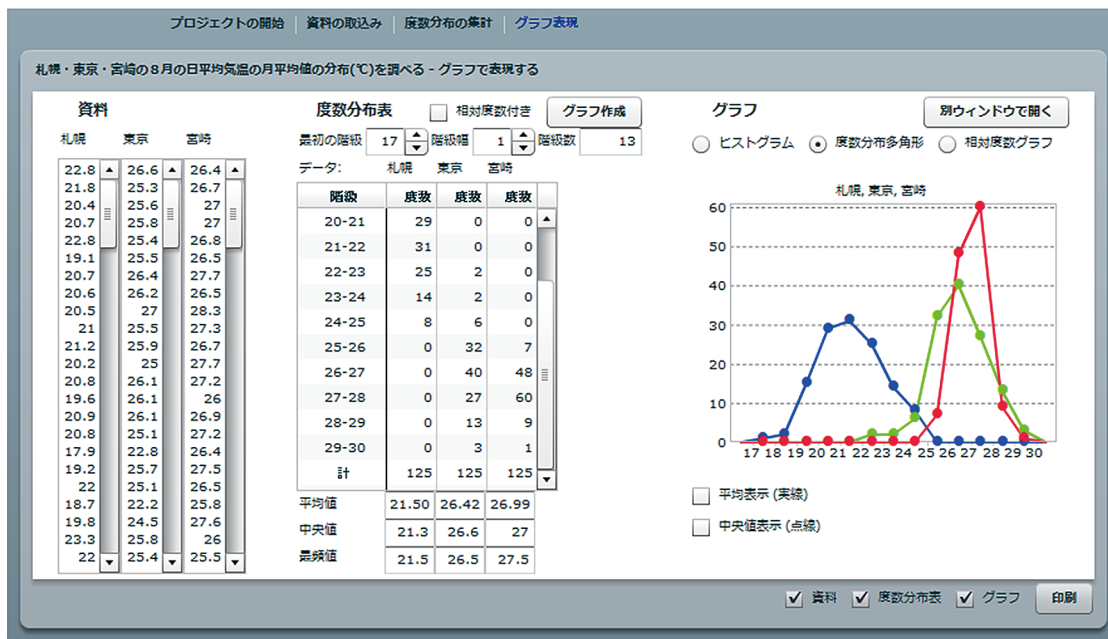 プロジェクトの開始 資料の取込み 度数分布の集計 グラフ表現
札幌・東京・宮崎の８月の日平均気温の月平均値の分布(℃)を調べる - グラフで表現する
資料
札幌 東京 宮崎
22.8 26.6 26.4
21.8 25.3 26.7
20.4 25.6 27
20.7 25.8 27
22.8 25.4 26.8
19.1 25.5 26.5
20.7 26.4 27.7
20.6 26.2 26.5
20.5 27 28.3
21 25.5 27.3
21.2 25.9 26.7
20.2 25 27.7
20.8 26.1 27.2
19.6 26.1 26
20.9 26.1 26.9
20.8 25.1 27.2
17.9 22.8 26.4
19.2 25.7 27.5
22 25.1 26.5
18.7 22.2 25.8
19.8 24.5 27.6
23.3 25.8 26
22 25.4 25.5
度数分布表 相対度数付き グラフ作成
最初の階級 17 階級幅 1 階級数 13
データ: 札幌 東京 宮崎
階級 度数 度数 度数
20-21 29 0 0
21-22 31 0 0
22-23 25 2 0
23-24 14 2 0
24-25 8 6 0
25-26 0 32 7
26-27 0 40 48
27-28 0 27 60
28-29 0 13 9
29-30 0 3 1
計 125 125 125
平均値 21.50 26.42 26.99
中央値 21.3 26.6 27
最頻値 21.5 26.5 27.5
グラフ 別ウィンドウで開く
ヒストグラム 度数分布多角形 相対度数グラフ
札幌, 東京, 宮崎
60
50
40
30
20
10
0
17 18 19 20 21 22 23 24 25 26 27 28 29 30
平均表示 (実線)
中央値表示 (点線)
資料 度数分布表 グラフ 印刷